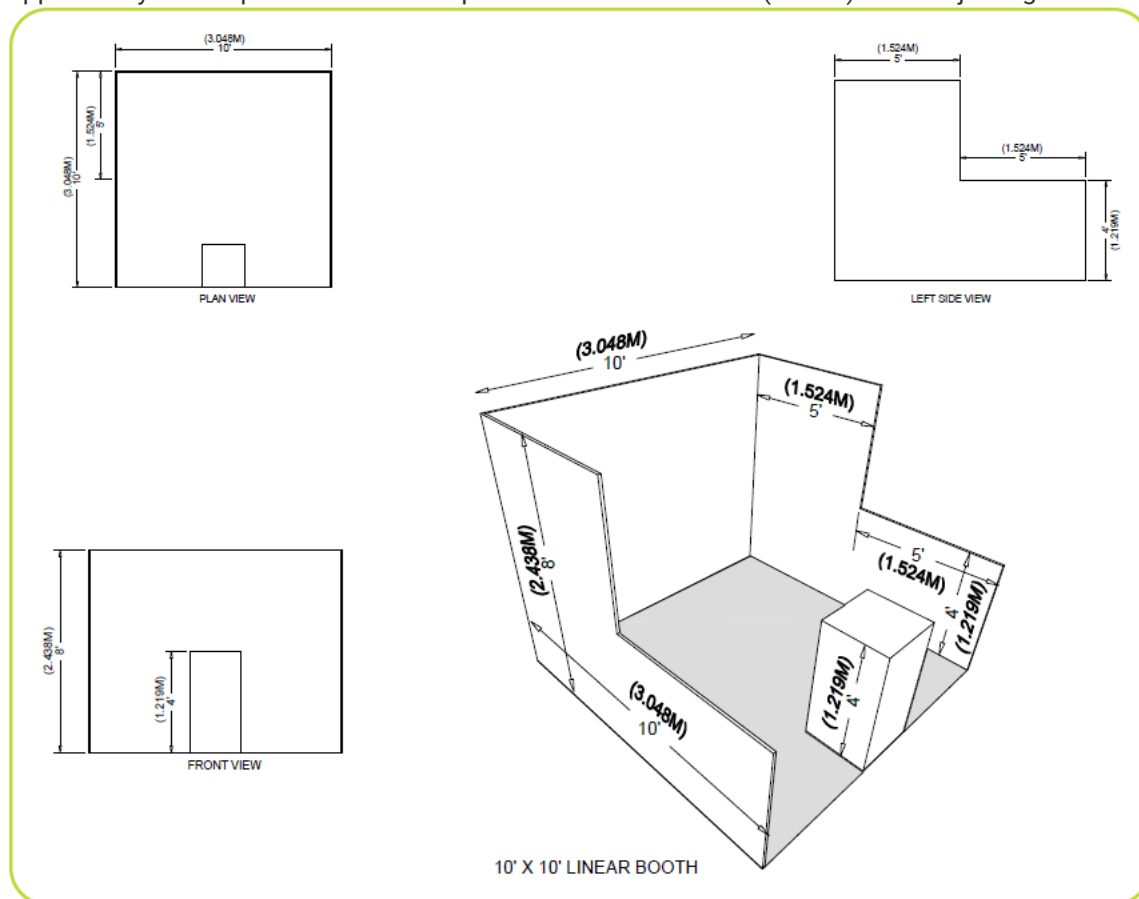 (3.048M)
10'
(1.524M)
5'
(3.048M)
10'
PLAN VIEW
(1.524M)
5'
(1.524M)
5'
4'
(1.219M)
LEFT SIDE VIEW
(3.048M)
10'
(1.524M)
5'
(2.438M)
8'
5'
(1.524M)
4'
(1.219M)
(1.219M)
4'
(3.048M)
10'
(2.438M)
8'
(1.219M)
4'
FRONT VIEW
10' X 10' LINEAR BOOTH